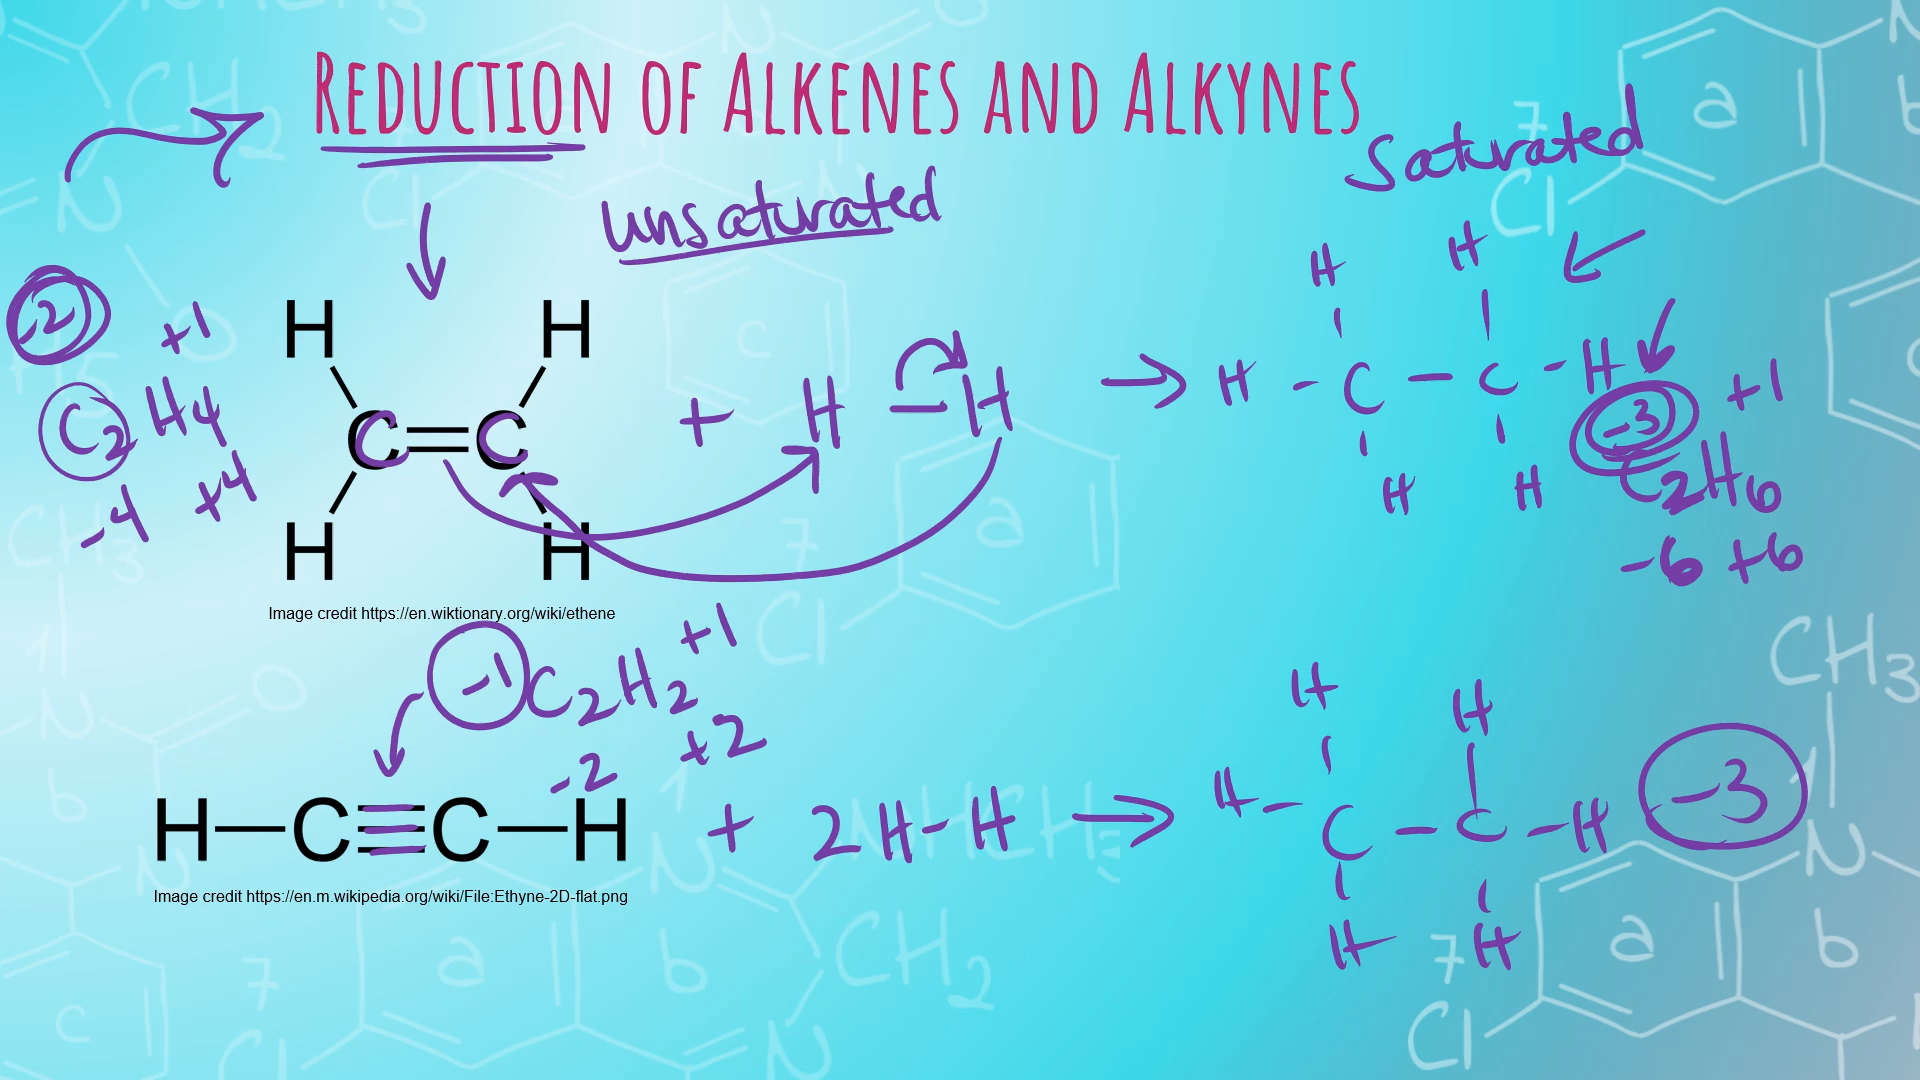 REDUCTION OF ALKENES AND ALKYNES
unsaturated
Saturated
-2
+1
C2H4
-4 +4
H H
C=C
H H
+ H - H →
H H
H - C - C - H
H H
-3 +1
C2H6
-6 +6
Image credit https://en.wiktionary.org/wiki/ethene
-1 C2H2 +1
-2 +2
H—C≡C—H + 2H-H →
H H
H - C - C - H
H H
-3
Image credit https://en.m.wikipedia.org/wiki/File:Ethyne-2D-flat.png